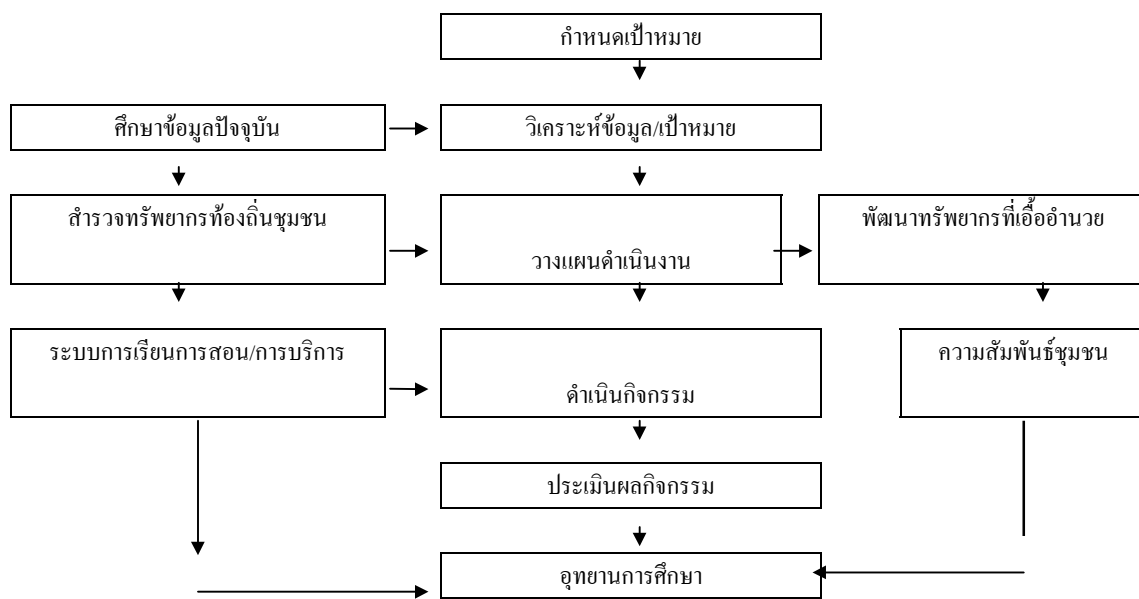 กำหนดเป้าหมาย
ศึกษาข้อมูลปัจจุบัน
วิเคราะห์ข้อมูล/เป้าหมาย
สำรวจทรัพยากรท้องถิ่นชุมชน
วางแผนดำเนินงาน
พัฒนาทรัพยากรที่เอื้ออำนวย
ระบบการเรียนการสอน/การบริการ
ดำเนินกิจกรรม
ความสัมพันธ์ชุมชน
ประเมินผลกิจกรรม
อุทยานการศึกษา